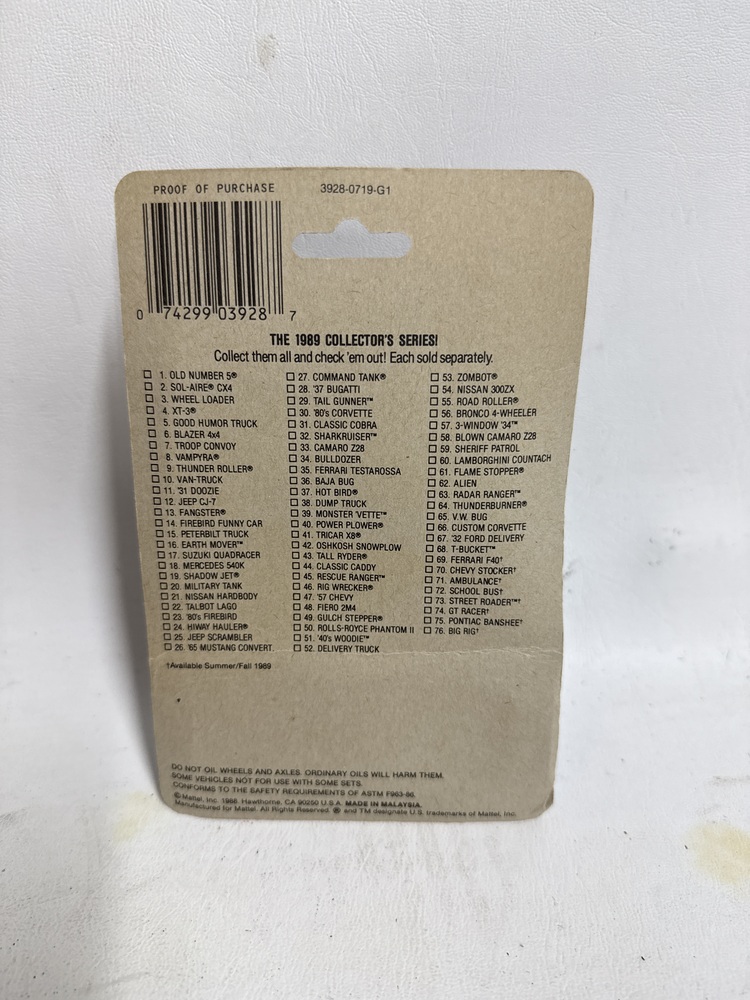 PROOF OF PURCHASE
3928-0719-G1
0 74299 03928 7
THE 1989 COLLECTOR'S SERIES!
Collect them all and check 'em out! Each sold separately.
1. OLD NUMBER 5®
2. SOL-AIRE® CX4
3. WHEEL LOADER
4. XT-3®
5. GOOD HUMOR TRUCK
6. BLAZER 4x4
7. TROOP CONVOY
8. VAMPYRA®
9. THUNDER ROLLER®
10. VAN-TRUCK
11. '31 DOOZIE
12. JEEP CJ-7
13. FANGSTER®
14. FIREBIRD FUNNY CAR
15. PETERBILT TRUCK
16. EARTH MOVER™
17. SUZUKI QUADRACER
18. MERCEDES 540K
19. SHADOW JET®
20. MILITARY TANK
21. NISSAN HARDBODY
22. TALBOT LAGO
23. '80's FIREBIRD
24. HIWAY HAULER®
25. JEEP SCRAMBLER
26. '65 MUSTANG CONVERT.
27. COMMAND TANK®
28. '37 BUGATTI
29. TAIL GUNNER™
30. '80's CORVETTE
31. CLASSIC COBRA
32. SHARKRUISER™
33. CAMARO Z28
34. BULLDOZER
35. FERRARI TESTAROSSA
36. BAJA BUG
37. HOT BIRD®
38. DUMP TRUCK
39. MONSTER 'VETTE™
40. POWER PLOWER®
41. TRICAR X8®
42. OSHKOSH SNOWPLOW
43. TALL RYDER®
44. CLASSIC CADDY
45. RESCUE RANGER™
46. RIG WRECKER®
47. '57 CHEVY
48. FIERO 2M4
49. GULCH STEPPER®
50. ROLLS-ROYCE PHANTOM II
51. '40's WOODIE™
52. DELIVERY TRUCK
53. ZOMBOT®
54. NISSAN 300ZX
55. ROAD ROLLER®
56. BRONCO 4-WHEELER
57. 3-WINDOW '34™
58. BLOWN CAMARO Z28
59. SHERIFF PATROL
60. LAMBORGHINI COUNTACH
61. FLAME STOPPER®
62. ALIEN
63. RADAR RANGER™
64. THUNDERBURNER®
65. V.W. BUG
66. CUSTOM CORVETTE
67. '32 FORD DELIVERY
68. T-BUCKET™
69. FERRARI F40†
70. CHEVY STOCKER†
71. AMBULANCE†
72. SCHOOL BUS†
73. STREET ROADER™†
74. GT RACER†
75. PONTIAC BANSHEE†
76. BIG RIG†
†Available Summer/Fall 1989
DO NOT OIL WHEELS AND AXLES. ORDINARY OILS WILL HARM THEM.
SOME VEHICLES NOT FOR USE WITH SOME SETS.
CONFORMS TO THE SAFETY REQUIREMENTS OF ASTM F963-86.
© Mattel, Inc. 1988. Hawthorne, CA 90250 U.S.A. MADE IN MALAYSIA.
Manufactured for Mattel. All Rights Reserved. ® and TM designate U.S. trademarks of Mattel, Inc.